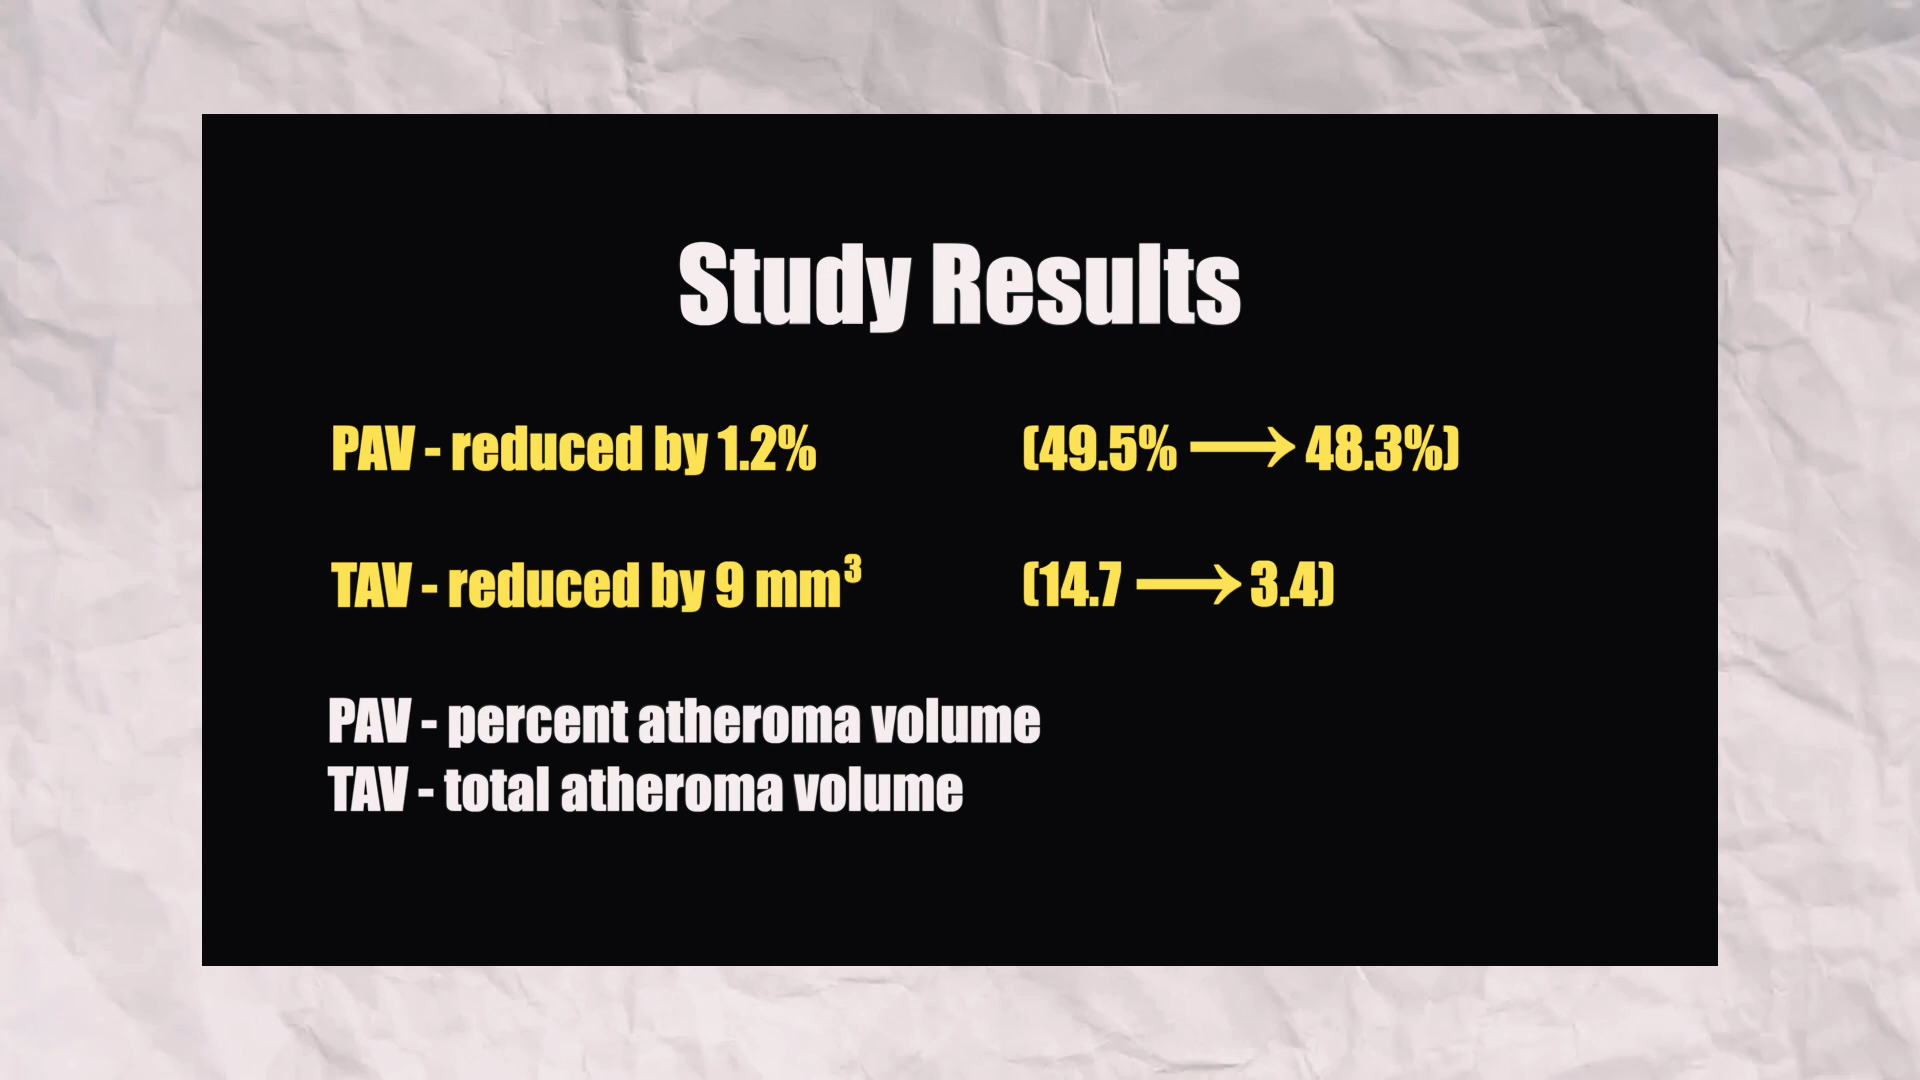 Study Results
PAV - reduced by 1.2% (49.5% ⟶ 48.3%)
TAV - reduced by 9 mm³ (14.7 ⟶ 3.4)
PAV - percent atheroma volume
TAV - total atheroma volume